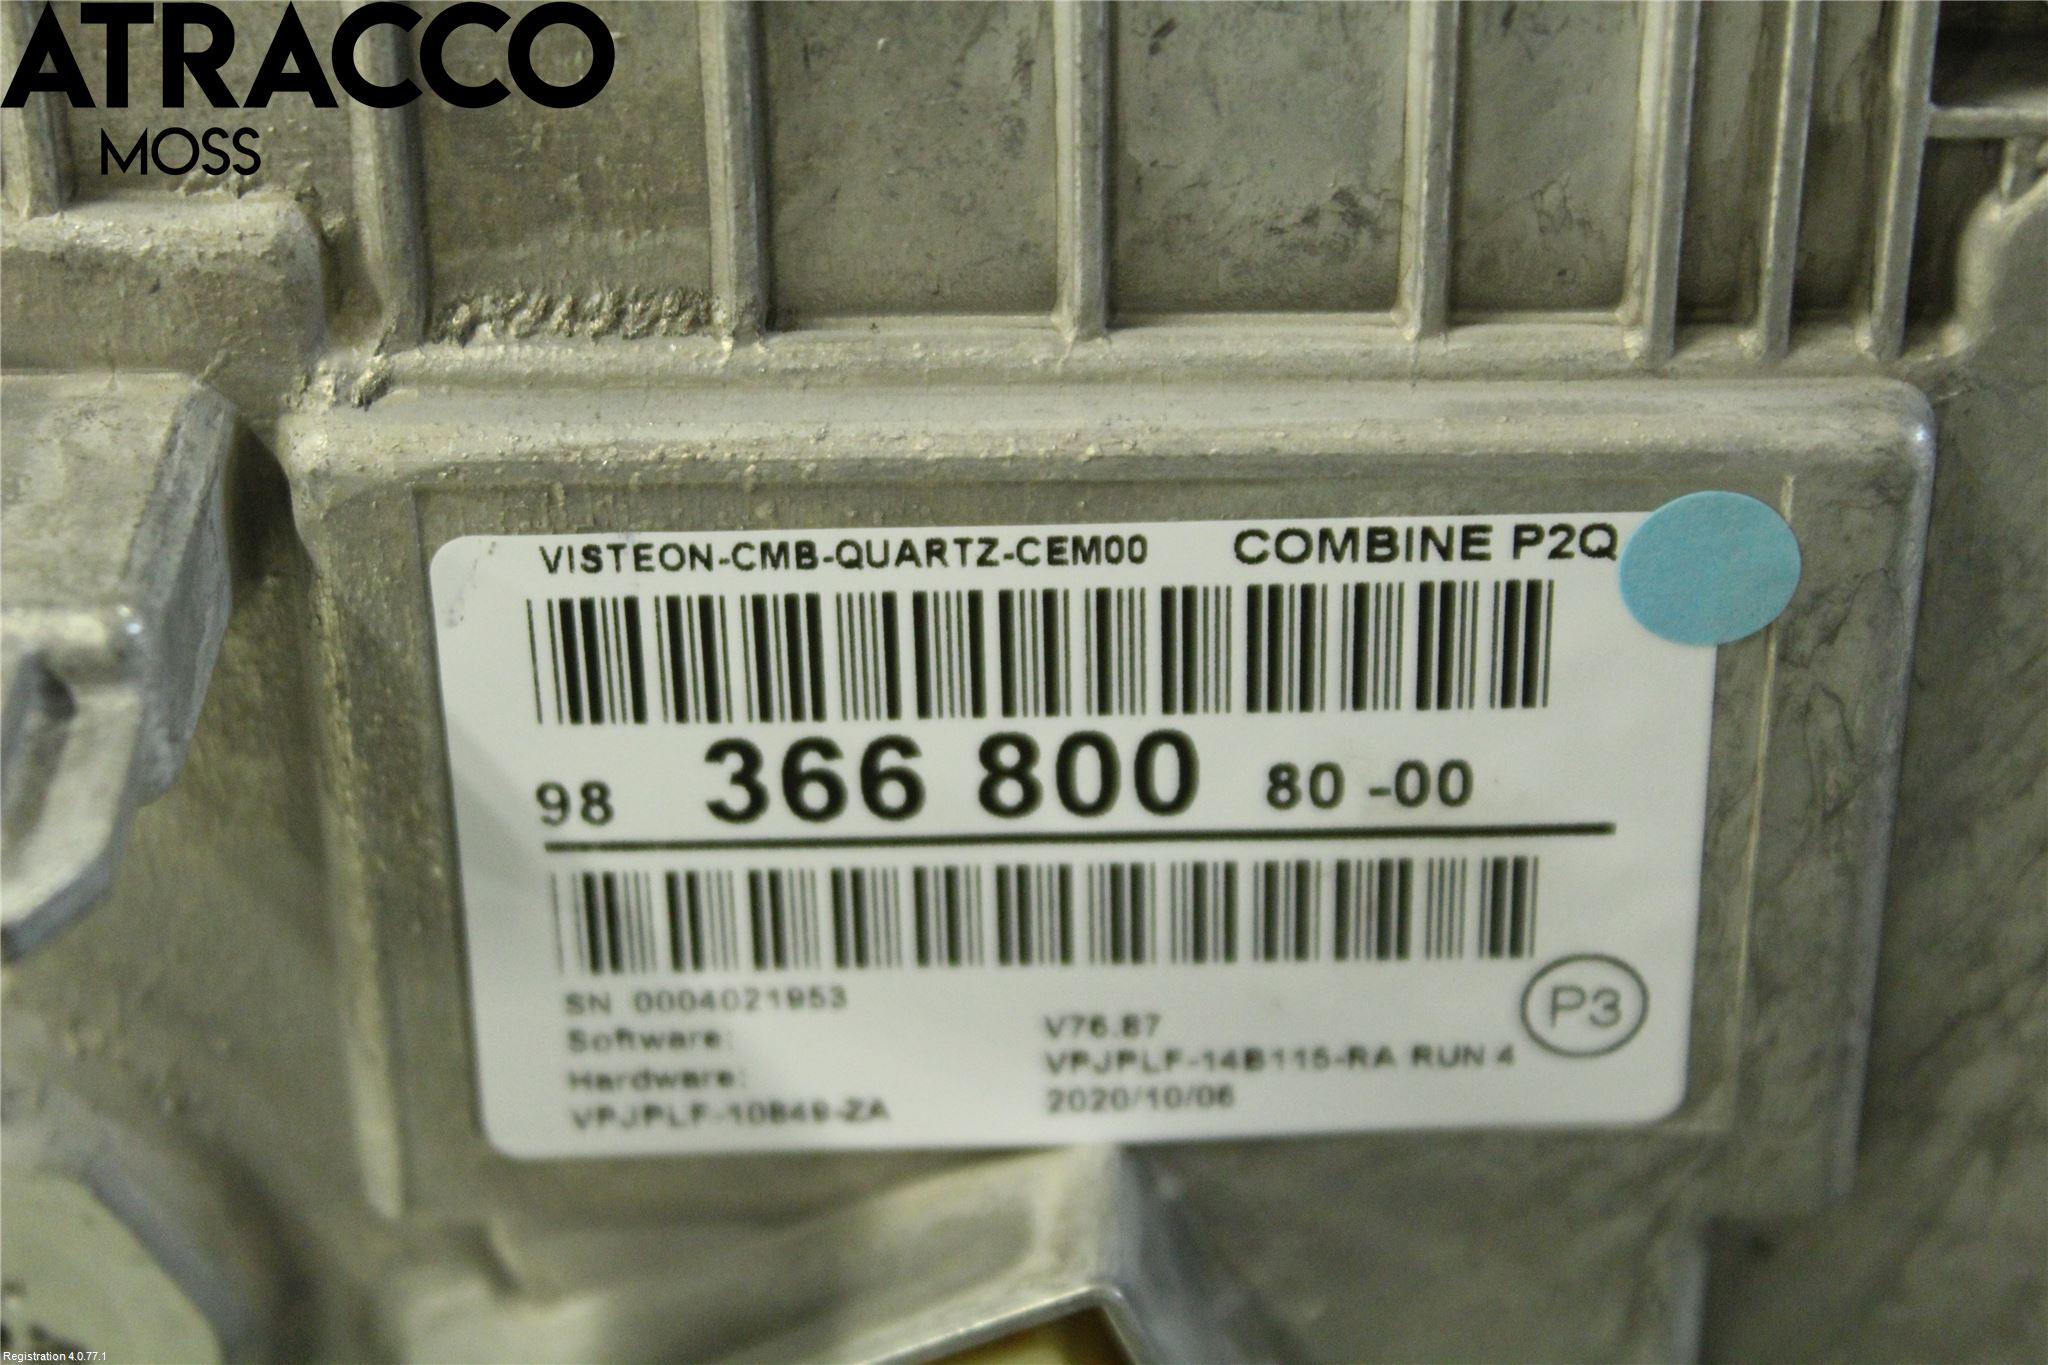 ATRACCO
MOSS
VISTEON-CMB-QUARTZ-CEM00 COMBINE P2Q
98 366 800 80 -00
SN 0004021953
Software: V76.87
Hardware: VPJPLF-14B115-RA RUN 4
VPJPLF-10849-ZA 2020/10/06
P3
Registration 4.0.77.1